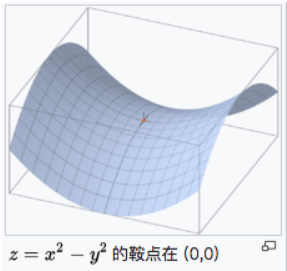 z = x² − y² 的鞍点在 (0,0)